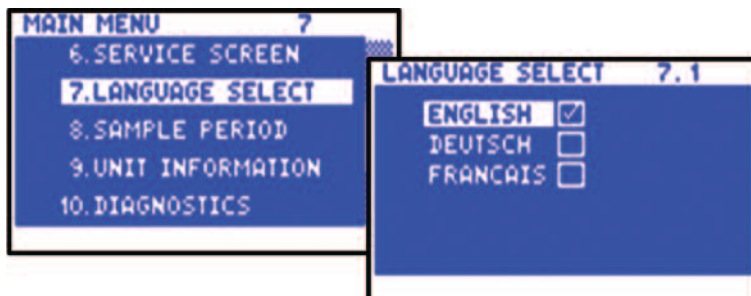 MAIN MENU 7
6.SERVICE SCREEN
7.LANGUAGE SELECT
8.SAMPLE PERIOD
9.UNIT INFORMATION
10.DIAGNOSTICS
LANGUAGE SELECT 7.1
ENGLISH
DEUTSCH
FRANCAIS